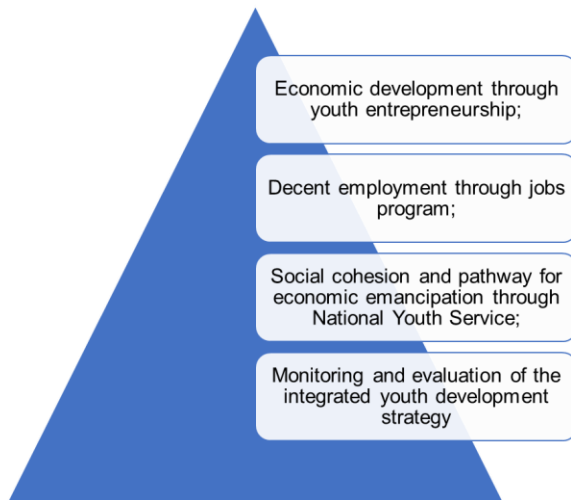 Economic development through
youth entrepreneurship;
Decent employment through jobs
program;
Social cohesion and pathway for
economic emancipation through
National Youth Service;
Monitoring and evaluation of the
integrated youth development
strategy